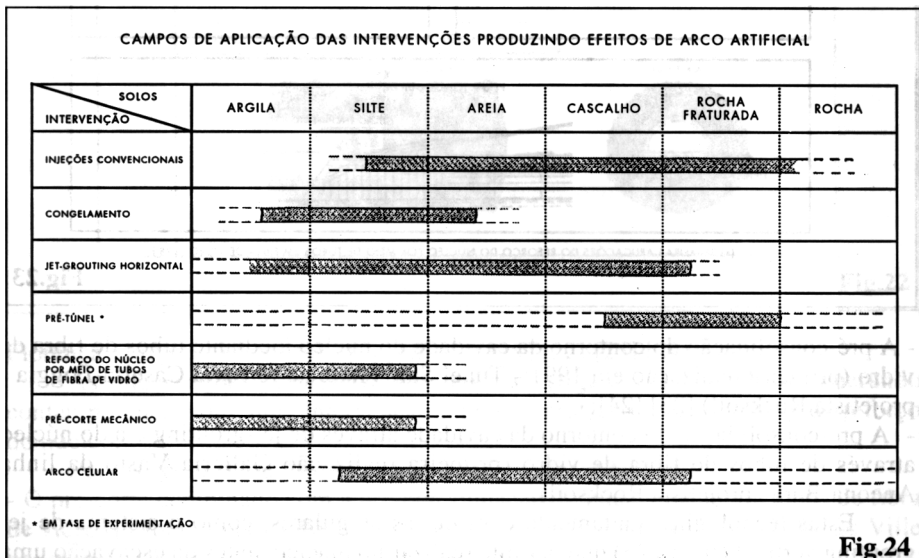 CAMPOS DE APLICAÇÃO DAS INTERVENÇÕES PRODUZINDO EFEITOS DE ARCO ARTIFICIAL
SOLOS
INTERVENÇÃO
ARGILA
SILTE
AREIA
CASCALHO
ROCHA
FRATURADA
ROCHA
INJEÇÕES CONVENCIONAIS
CONGELAMENTO
JET-GROUTING HORIZONTAL
PRÉ-TÚNEL *
REFORÇO DO NÚCLEO
POR MEIO DE TUBOS
DE FIBRA DE VIDRO
PRÉ-CORTE MECÂNICO
ARCO CELULAR
* EM FASE DE EXPERIMENTAÇÃO
Fig.24